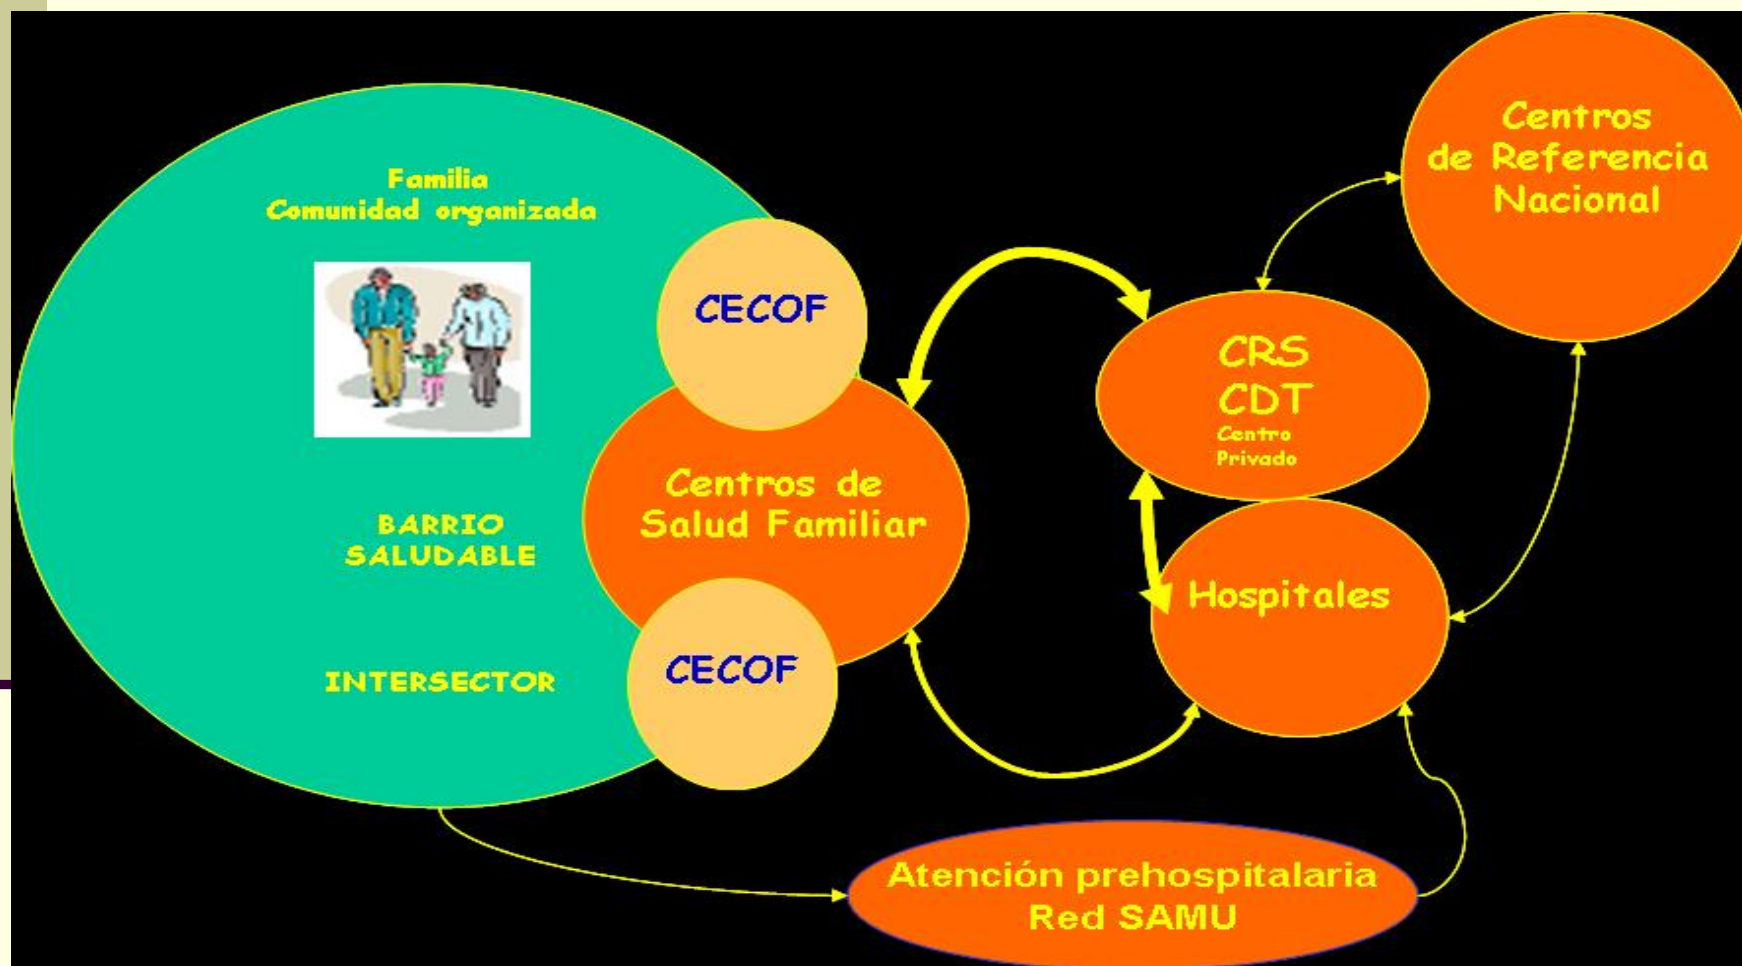 Familia
Comunidad organizada
BARRIO
SALUDABLE
INTERSECTOR
CECOF
Centros de
Salud Familiar
CECOF
CRS
CDT
Centro
Privado
Hospitales
Centros
de Referencia
Nacional
Atención prehospitalaria
Red SAMU